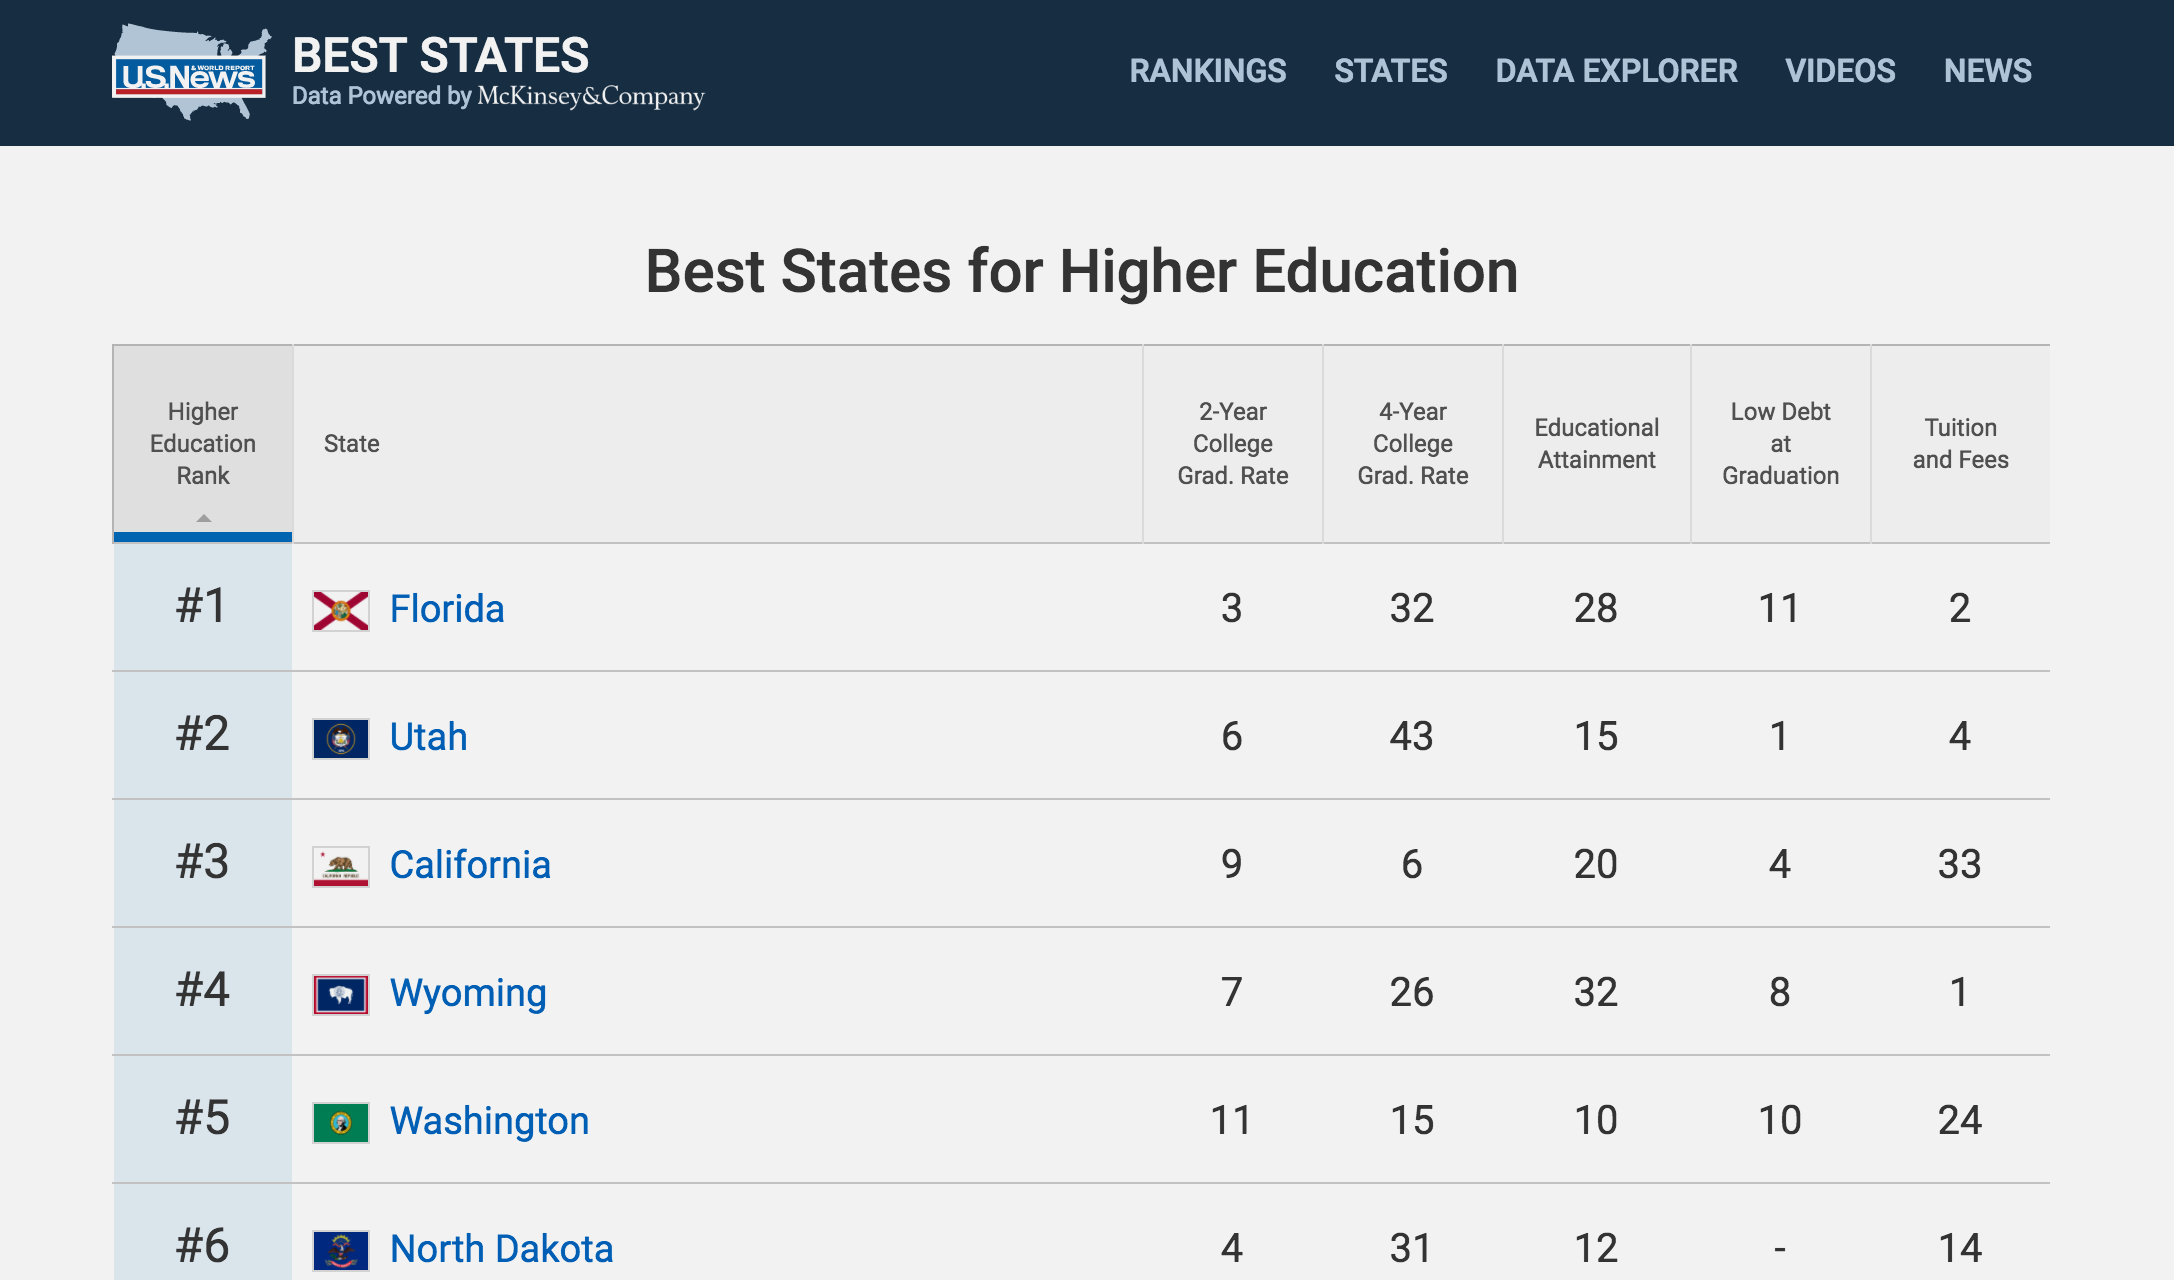 U.S.News
& WORLD REPORT
BEST STATES
Data Powered by McKinsey&Company
RANKINGS STATES DATA EXPLORER VIDEOS NEWS
Best States for Higher Education
Higher
Education
Rank
State
2-Year
College
Grad. Rate
4-Year
College
Grad. Rate
Educational
Attainment
Low Debt
at
Graduation
Tuition
and Fees
#1 Florida 3 32 28 11 2
#2 Utah 6 43 15 1 4
#3 California 9 6 20 4 33
#4 Wyoming 7 26 32 8 1
#5 Washington 11 15 10 10 24
#6 North Dakota 4 31 12 - 14